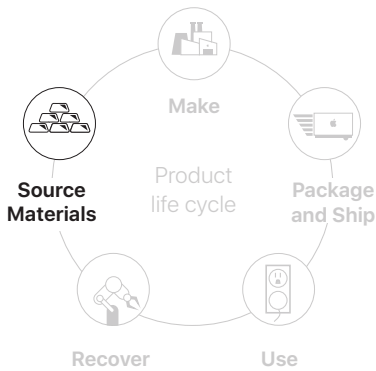 Make
Source
Materials
Product
life cycle
Package
and Ship
Recover
Use